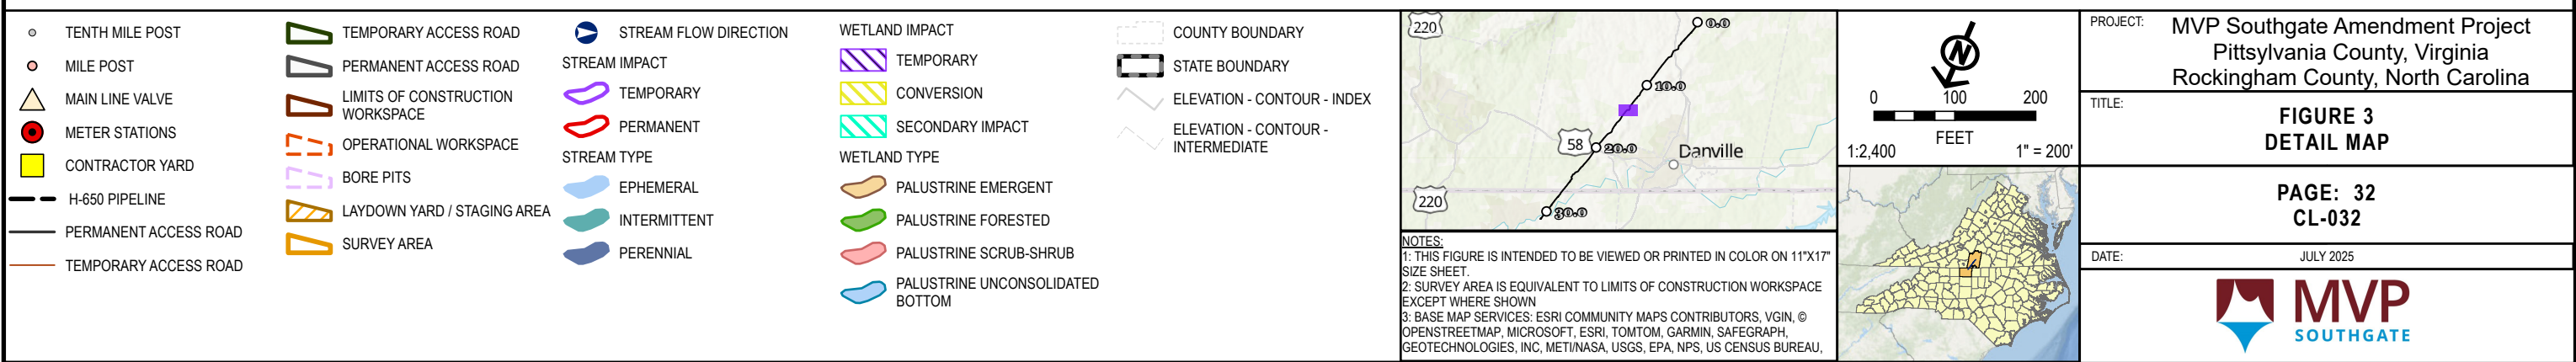 TENTH MILE POST
MILE POST
MAIN LINE VALVE
METER STATIONS
CONTRACTOR YARD
H-650 PIPELINE
PERMANENT ACCESS ROAD
TEMPORARY ACCESS ROAD
TEMPORARY ACCESS ROAD
PERMANENT ACCESS ROAD
LIMITS OF CONSTRUCTION
WORKSPACE
OPERATIONAL WORKSPACE
BORE PITS
LAYDOWN YARD / STAGING AREA
SURVEY AREA
STREAM FLOW DIRECTION
STREAM IMPACT
TEMPORARY
PERMANENT
STREAM TYPE
EPHEMERAL
INTERMITTENT
PERENNIAL
WETLAND IMPACT
TEMPORARY
CONVERSION
SECONDARY IMPACT
WETLAND TYPE
PALUSTRINE EMERGENT
PALUSTRINE FORESTED
PALUSTRINE SCRUB-SHRUB
PALUSTRINE UNCONSOLIDATED
BOTTOM
COUNTY BOUNDARY
STATE BOUNDARY
ELEVATION - CONTOUR - INDEX
ELEVATION - CONTOUR -
INTERMEDIATE
220
0.0
10.0
58
20.0
Danville
220
30.0
NOTES:
1: THIS FIGURE IS INTENDED TO BE VIEWED OR PRINTED IN COLOR ON 11"X17"
SIZE SHEET.
2: SURVEY AREA IS EQUIVALENT TO LIMITS OF CONSTRUCTION WORKSPACE
EXCEPT WHERE SHOWN
3: BASE MAP SERVICES: ESRI COMMUNITY MAPS CONTRIBUTORS, VGIN, ©
OPENSTREETMAP, MICROSOFT, ESRI, TOMTOM, GARMIN, SAFEGRAPH,
GEOTECHNOLOGIES, INC, METI/NASA, USGS, EPA, NPS, US CENSUS BUREAU,
N
0 100 200
FEET
1:2,400 1" = 200'
PROJECT:
MVP Southgate Amendment Project
Pittsylvania County, Virginia
Rockingham County, North Carolina
TITLE:
FIGURE 3
DETAIL MAP
PAGE: 32
CL-032
DATE: JULY 2025
MVP
SOUTHGATE